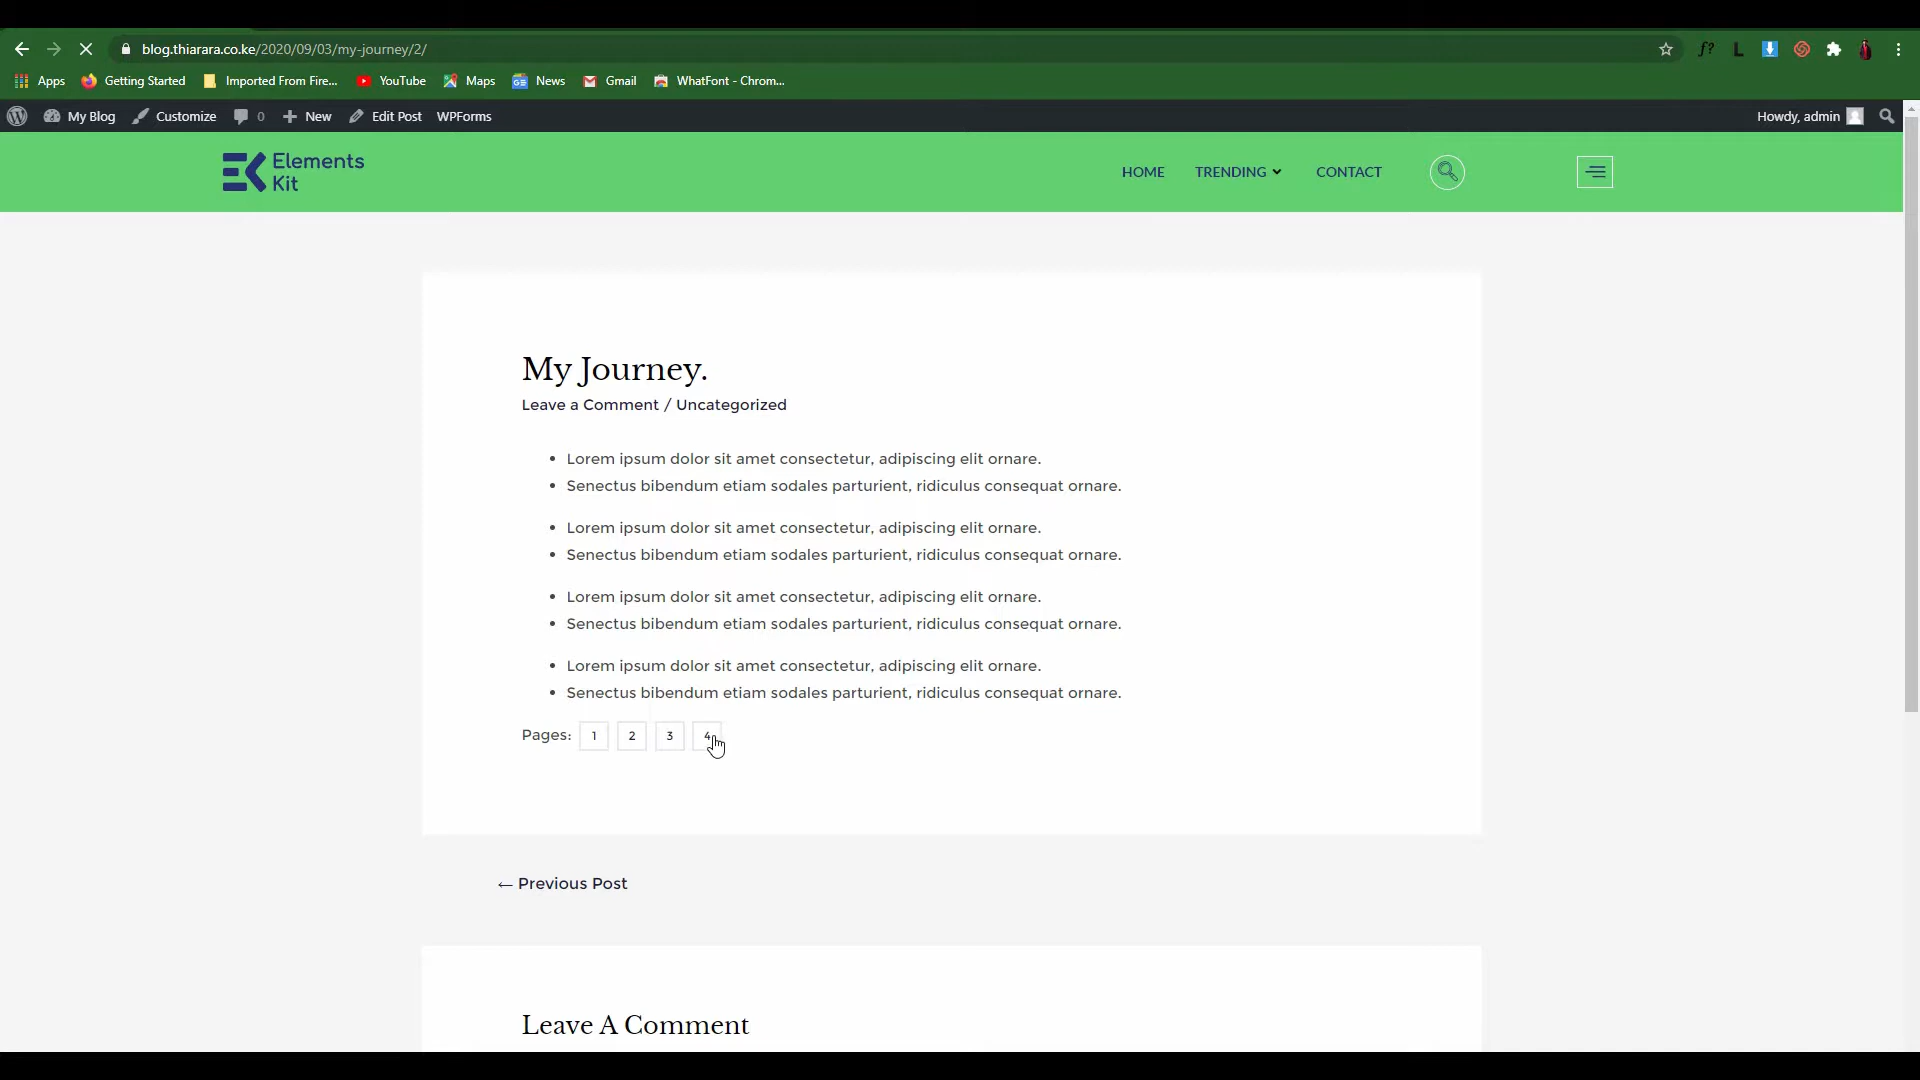 blog.thiarara.co.ke/2020/09/03/my-journey/2/
f?
L
Apps
Getting Started
Imported From Fire...
YouTube
Maps
News
Gmail
WhatFont - Chrom...
My Blog
Customize
0
New
Edit Post
WPForms
Howdy, admin
Elements
Kit
HOME
TRENDING
CONTACT
My Journey.
Leave a Comment / Uncategorized
• Lorem ipsum dolor sit amet consectetur, adipiscing elit ornare.
• Senectus bibendum etiam sodales parturient, ridiculus consequat ornare.
• Lorem ipsum dolor sit amet consectetur, adipiscing elit ornare.
• Senectus bibendum etiam sodales parturient, ridiculus consequat ornare.
• Lorem ipsum dolor sit amet consectetur, adipiscing elit ornare.
• Senectus bibendum etiam sodales parturient, ridiculus consequat ornare.
• Lorem ipsum dolor sit amet consectetur, adipiscing elit ornare.
• Senectus bibendum etiam sodales parturient, ridiculus consequat ornare.
Pages: 1 2 3 4
← Previous Post
Leave A Comment